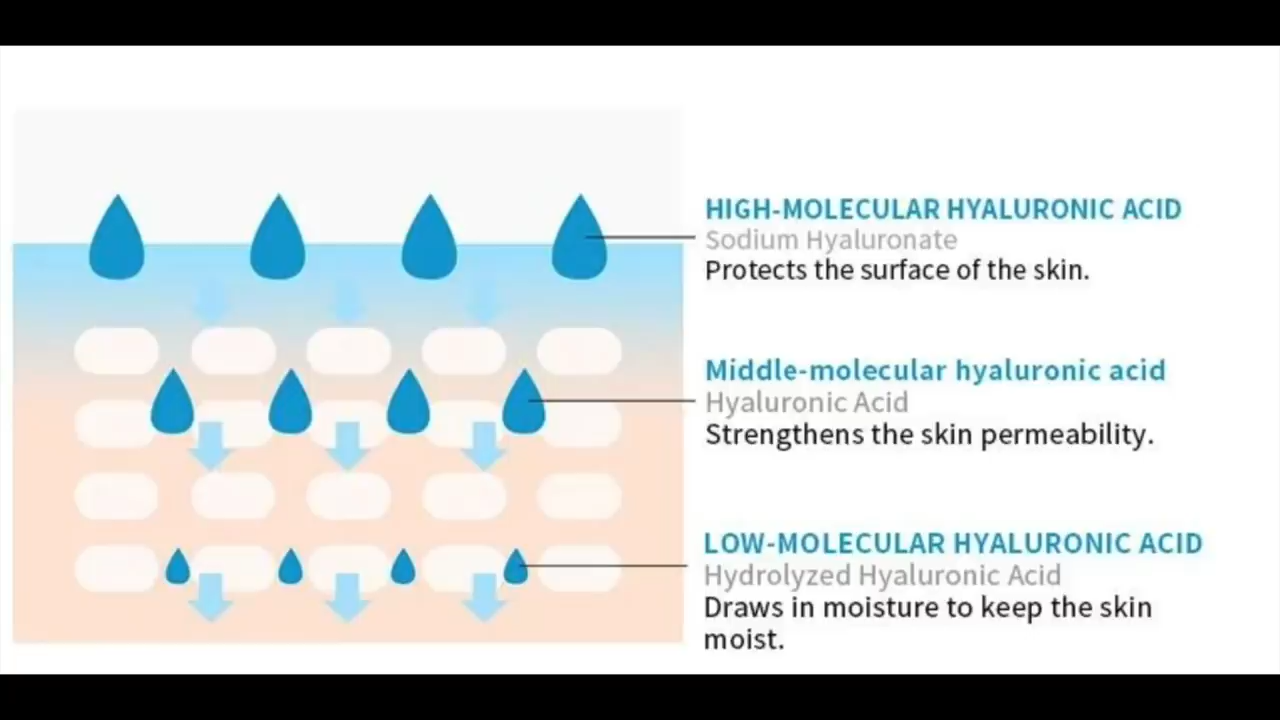 HIGH-MOLECULAR HYALURONIC ACID
Sodium Hyaluronate
Protects the surface of the skin.
Middle-molecular hyaluronic acid
Hyaluronic Acid
Strengthens the skin permeability.
LOW-MOLECULAR HYALURONIC ACID
Hydrolyzed Hyaluronic Acid
Draws in moisture to keep the skin
moist.